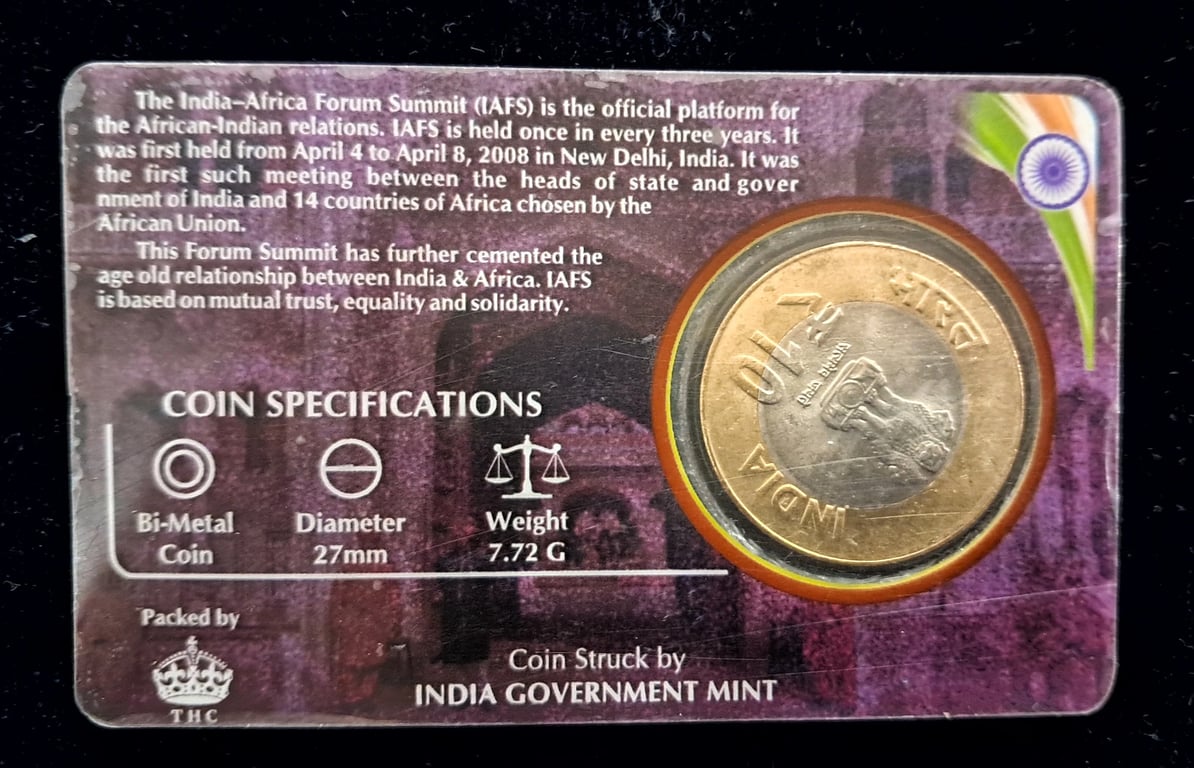 The India–Africa Forum Summit (IAFS) is the official platform for
the African-Indian relations. IAFS is held once in every three years. It
was first held from April 4 to April 8, 2008 in New Delhi, India. It was
the first such meeting between the heads of state and gover
nment of India and 14 countries of Africa chosen by the
African Union.
This Forum Summit has further cemented the
age old relationship between India & Africa. IAFS
is based on mutual trust, equality and solidarity.
COIN SPECIFICATIONS
Bi-Metal
Coin
Diameter
27mm
Weight
7.72 G
Packed by
THC
Coin Struck by
INDIA GOVERNMENT MINT
भारत
INDIA
₹ 10
सत्यमेव जयते